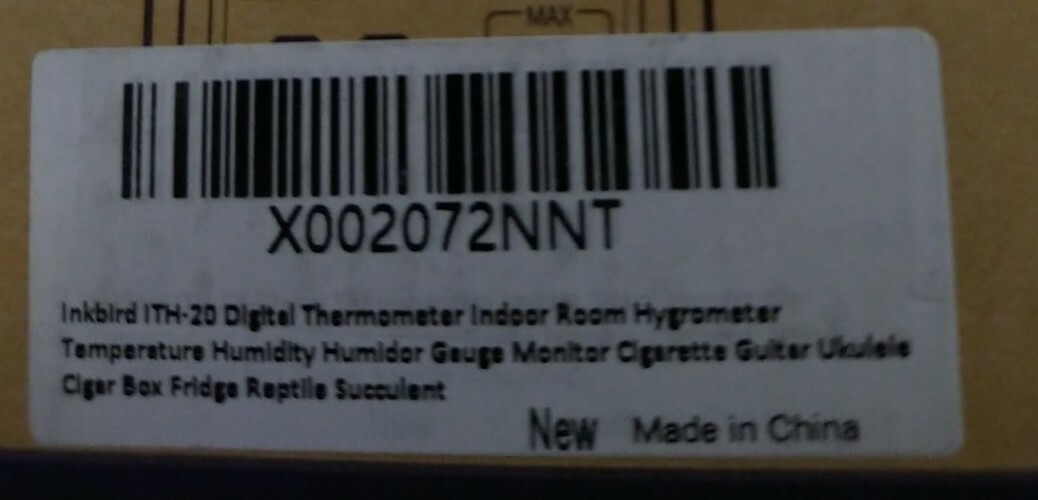 MAX
X002072NNT
Inkbird ITH-20 Digital Thermometer Indoor Room Hygrometer
Temperature Humidity Humidor Gauge Monitor Cigarette Guitar Ukulele
Cigar Box Fridge Reptile Succulent
New Made in China